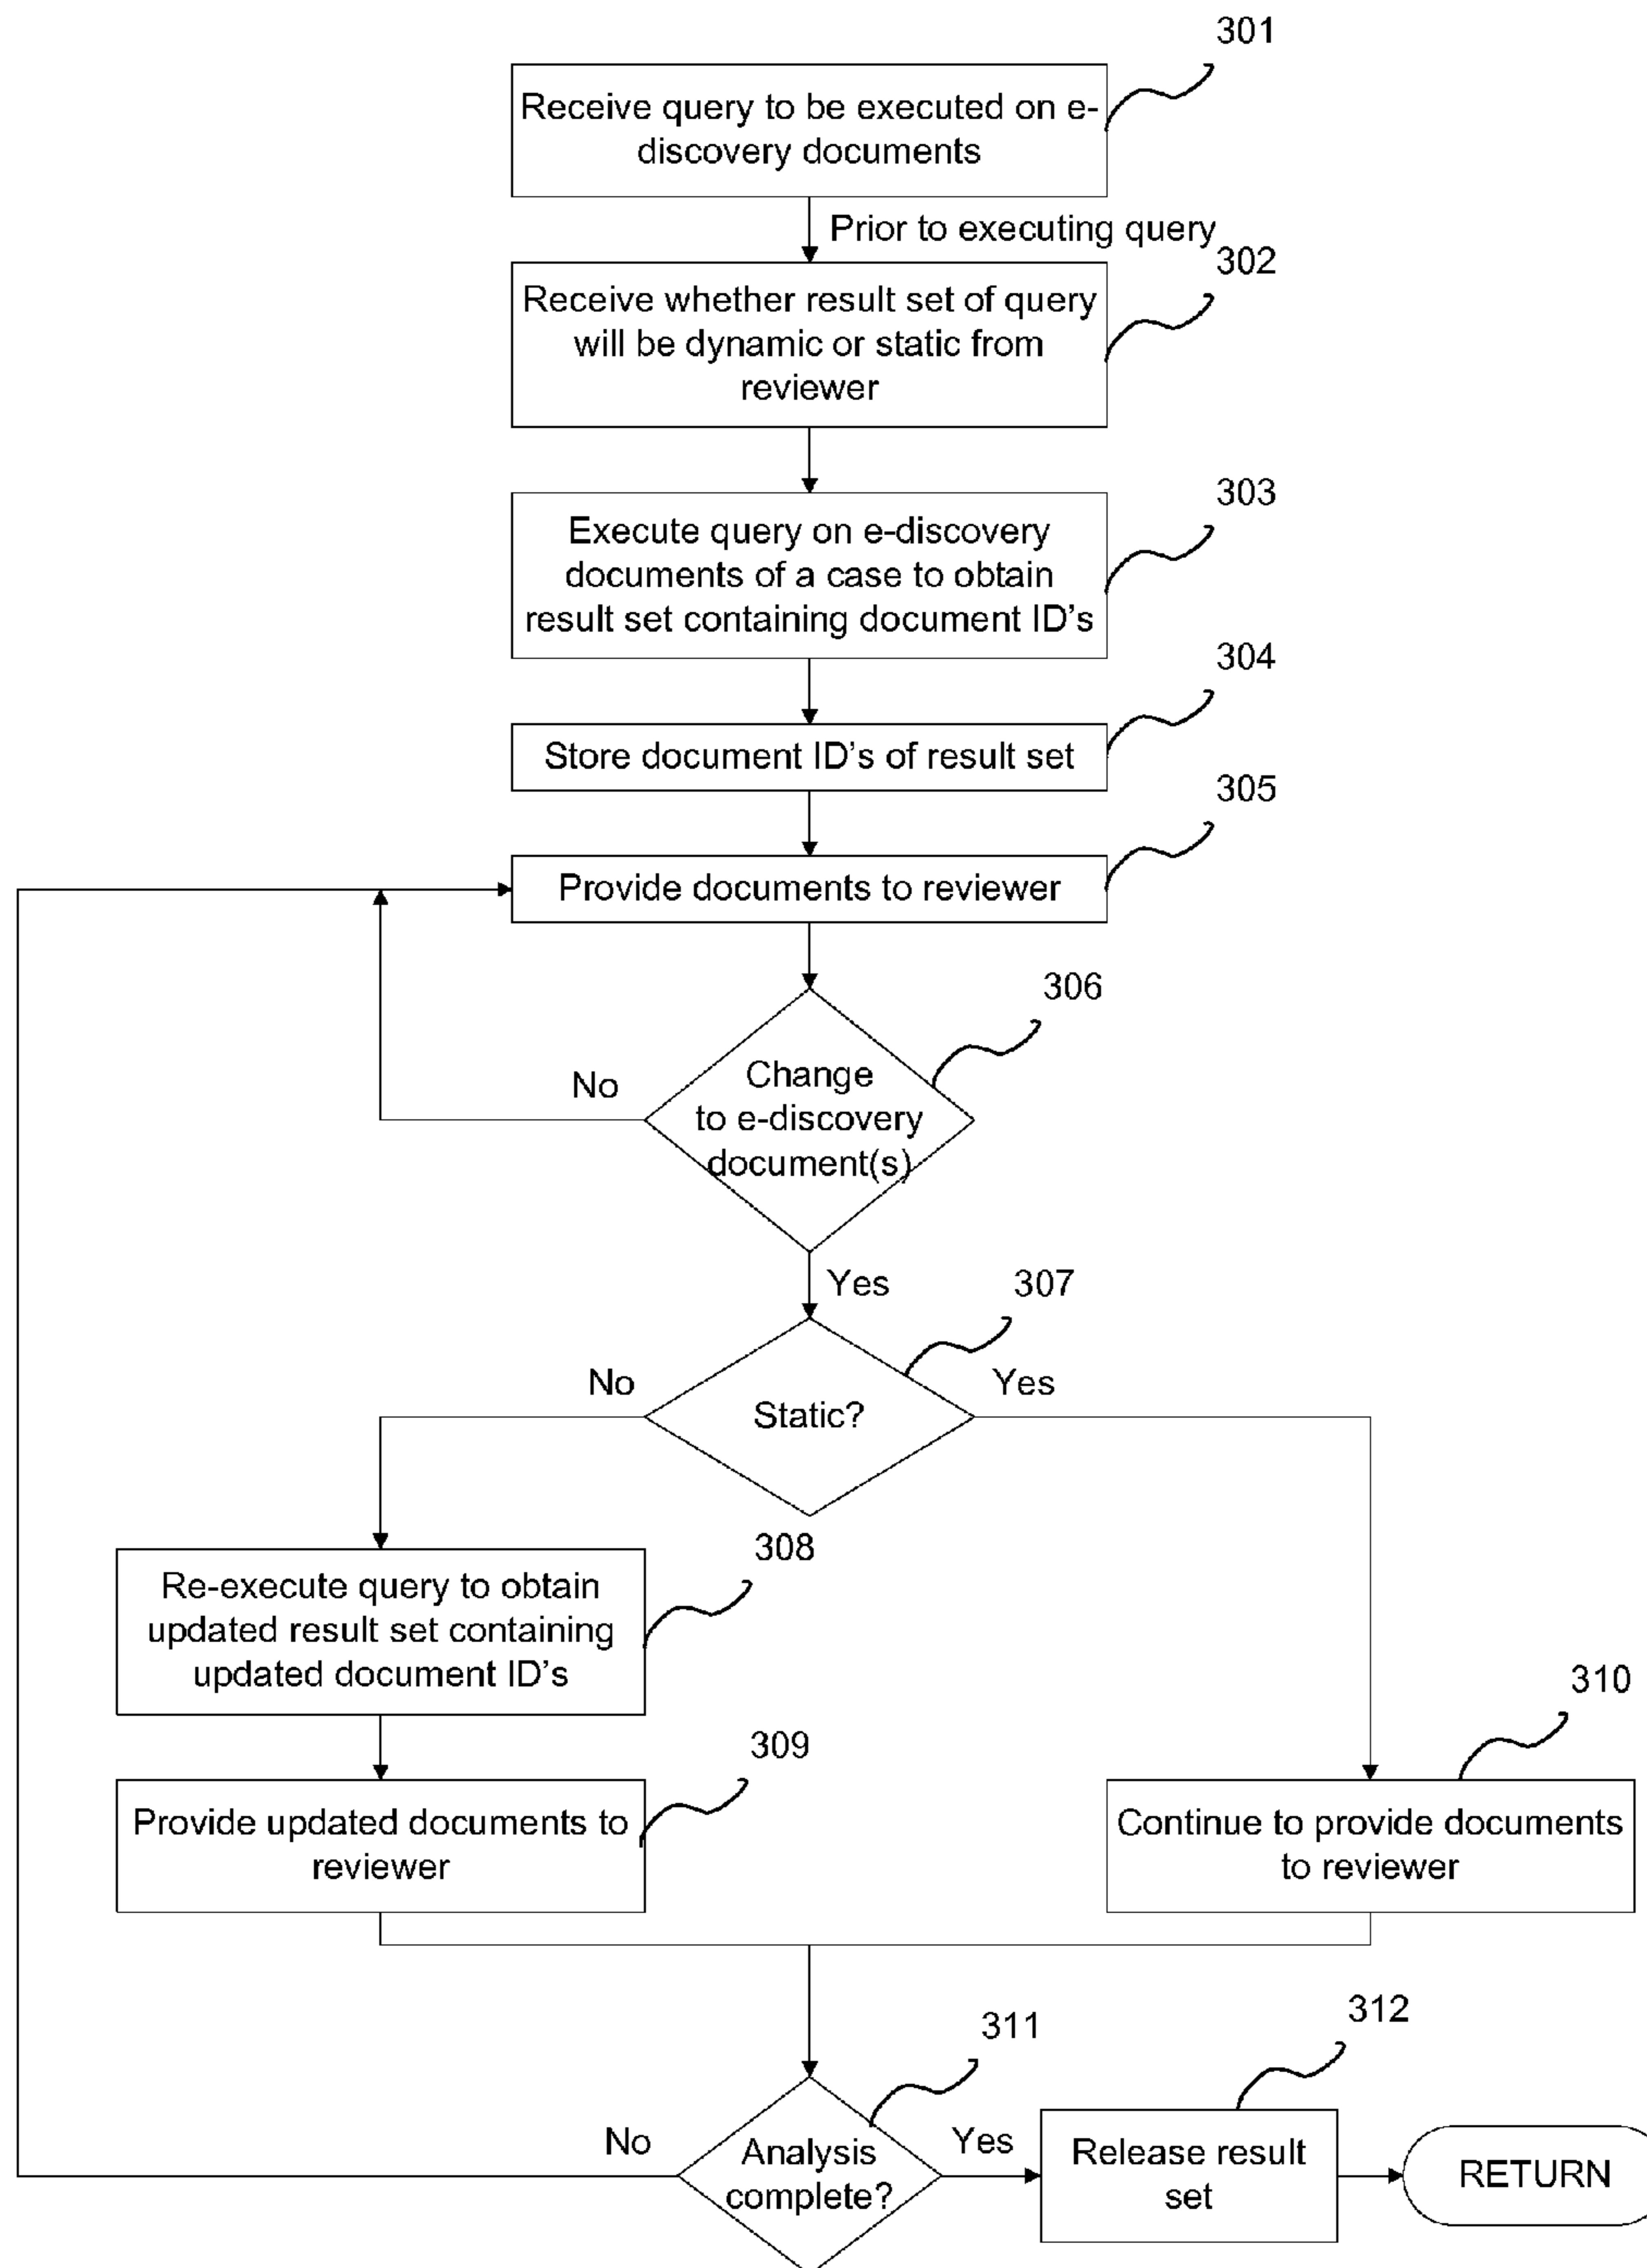 301
Receive query to be executed on e-
discovery documents
Prior to executing query
302
Receive whether result set of query
will be dynamic or static from
reviewer
303
Execute query on e-discovery
documents of a case to obtain
result set containing document ID's
304
Store document ID's of result set
305
Provide documents to reviewer
306
Change
to e-discovery
document(s)
No
Yes
307
Static?
No
Yes
308
Re-execute query to obtain
updated result set containing
updated document ID's
309
Provide updated documents to
reviewer
310
Continue to provide documents
to reviewer
311
Analysis
complete?
No
Yes
312
Release result
set
RETURN